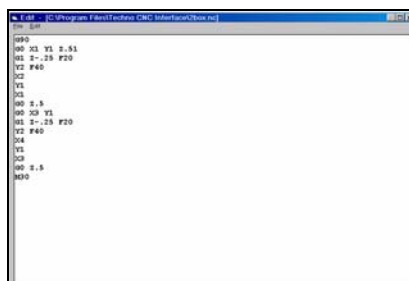 Edit - [C:\Program Files\Techno CNC Interface\2box.nc]
File Edit
G90
G0 X1 Y1 Z.51
G1 Z-.25 F20
Y2 F40
X2
Y1
X1
G0 Z.5
G0 X3 Y1
G1 Z-.25 F20
Y2 F40
X4
Y1
X3
G0 Z.5
M30